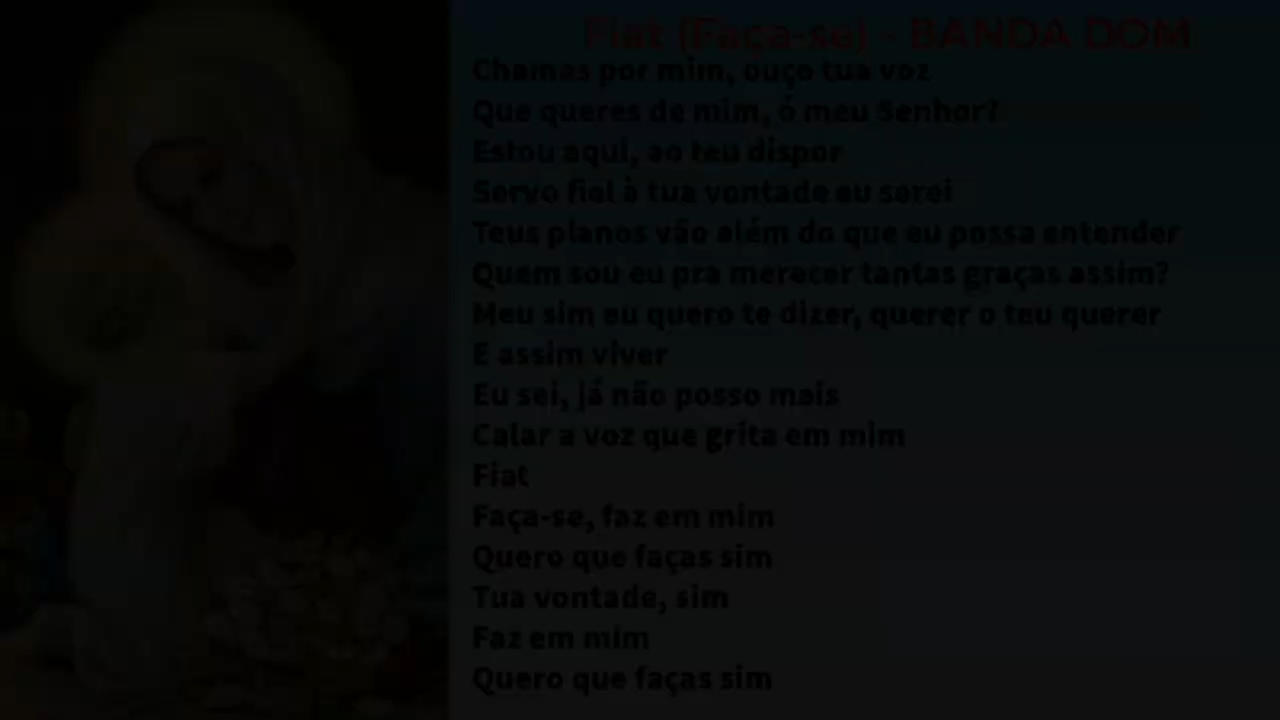 Fiat (Faça-se) - BANDA DOM
Chamas por mim, ouço tua voz
Que queres de mim, ó meu Senhor?
Estou aqui, ao teu dispor
Servo fiel à tua vontade eu serei
Teus planos vão além do que eu possa entender
Quem sou eu pra merecer tantas graças assim?
Meu sim eu quero te dizer, querer o teu querer
E assim viver
Eu sei, já não posso mais
Calar a voz que grita em mim
Fiat
Faça-se, faz em mim
Quero que faças sim
Tua vontade, sim
Faz em mim
Quero que faças sim